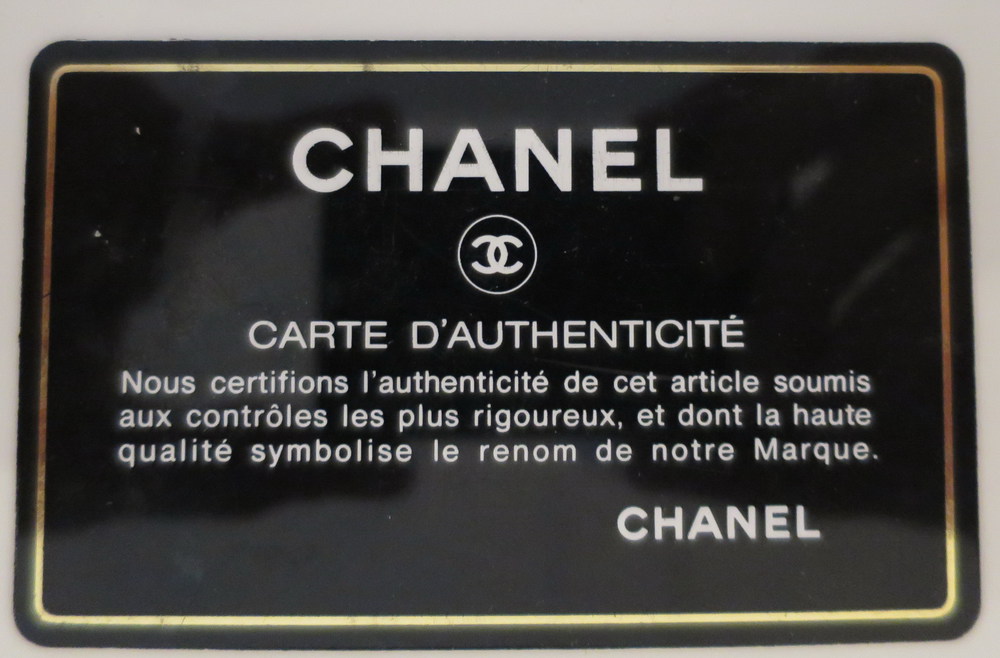 CHANEL
CARTE D'AUTHENTICITÉ
Nous certifions l'authenticité de cet article soumis
aux contrôles les plus rigoureux, et dont la haute
qualité symbolise le renom de notre Marque.
CHANEL